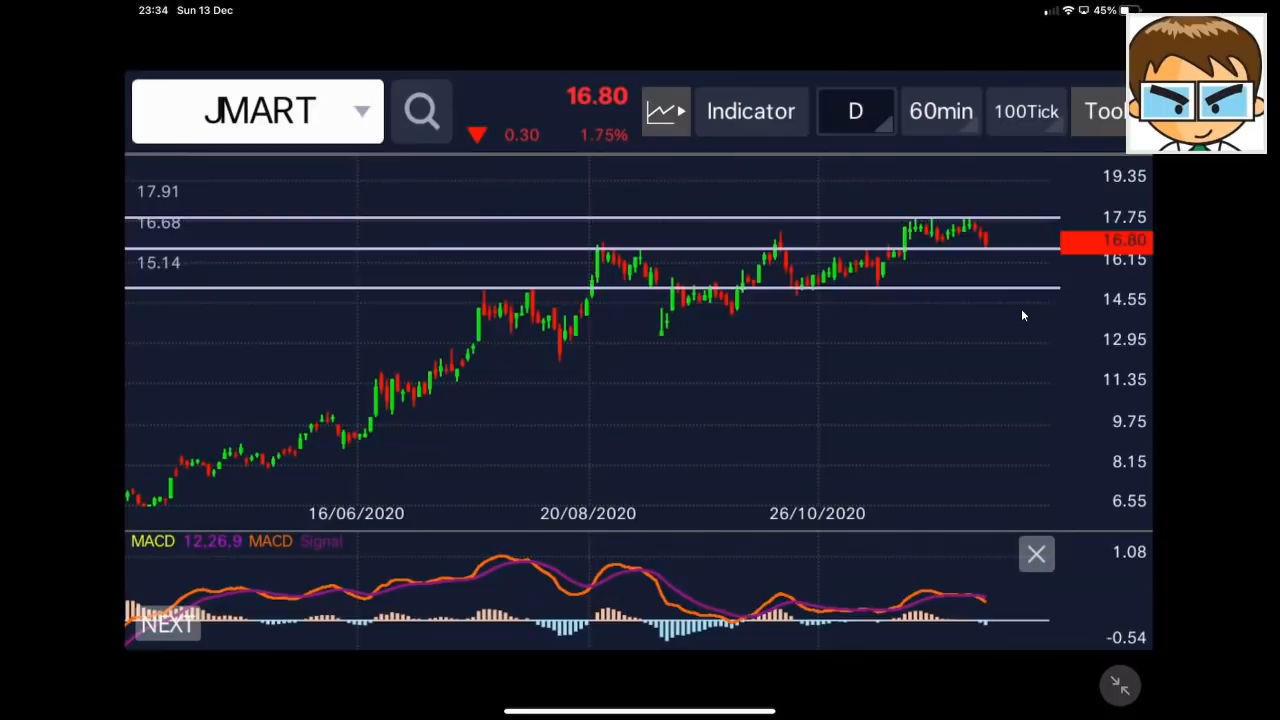 23:34 Sun 13 Dec
45%
JMART
16.80
0.30 1.75%
Indicator
D
60min
100Tick
Tool
19.35
17.91
17.75
16.68
16.80
16.15
15.14
14.55
12.95
11.35
9.75
8.15
6.55
16/06/2020 20/08/2020 26/10/2020
MACD 12,26,9 MACD Signal
1.08
NEXT
-0.54